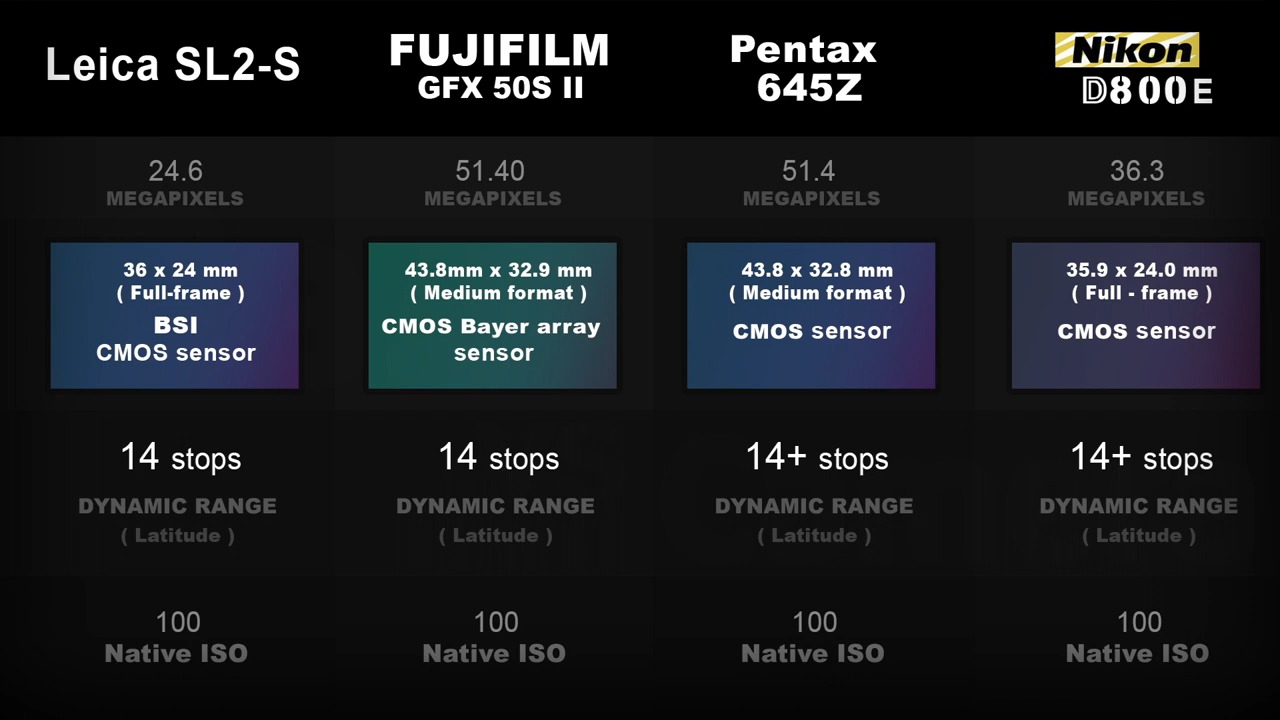 Leica SL2-S
24.6
MEGAPIXELS
36 x 24 mm
( Full-frame )
BSI
CMOS sensor
14 stops
DYNAMIC RANGE
( Latitude )
100
Native ISO
FUJIFILM
GFX 50S II
51.40
MEGAPIXELS
43.8mm x 32.9 mm
( Medium format )
CMOS Bayer array
sensor
14 stops
DYNAMIC RANGE
( Latitude )
100
Native ISO
Pentax
645Z
51.4
MEGAPIXELS
43.8 x 32.8 mm
( Medium format )
CMOS sensor
14+ stops
DYNAMIC RANGE
( Latitude )
100
Native ISO
Nikon
D800E
36.3
MEGAPIXELS
35.9 x 24.0 mm
( Full - frame )
CMOS sensor
14+ stops
DYNAMIC RANGE
( Latitude )
100
Native ISO